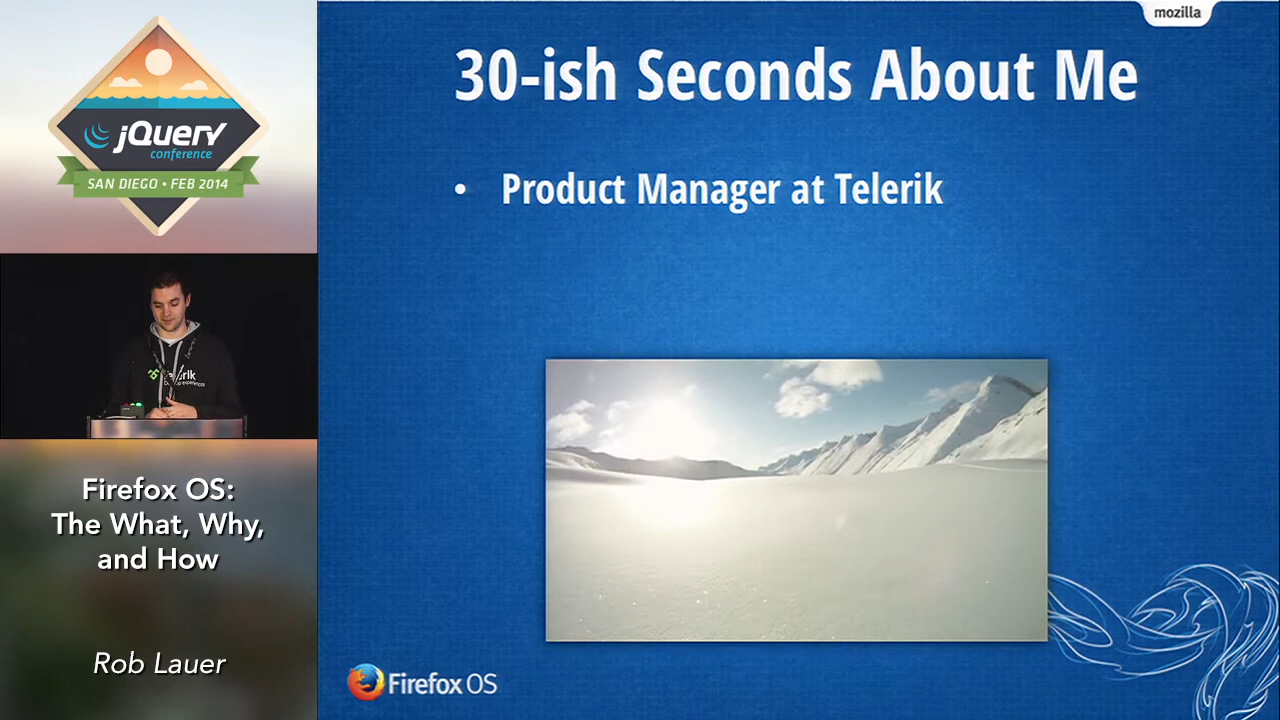 jQuery
conference
SAN DIEGO • FEB 2014
Firefox OS:
The What, Why,
and How
Rob Lauer
mozilla
30-ish Seconds About Me
• Product Manager at Telerik
Firefox OS